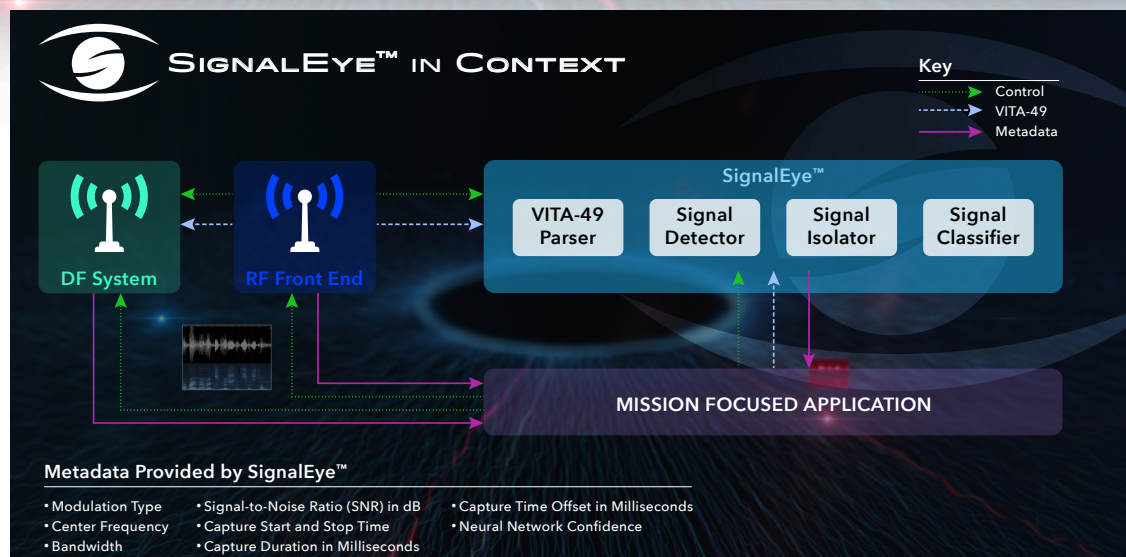 SIGNALEYE™ IN CONTEXT
Key
Control
VITA-49
Metadata
SignalEye™
VITA-49
Parser
Signal
Detector
Signal
Isolator
Signal
Classifier
DF System
RF Front End
MISSION FOCUSED APPLICATION
Metadata Provided by SignalEye™
• Modulation Type
• Center Frequency
• Bandwidth
• Signal-to-Noise Ratio (SNR) in dB
• Capture Start and Stop Time
• Capture Duration in Milliseconds
• Capture Time Offset in Milliseconds
• Neural Network Confidence